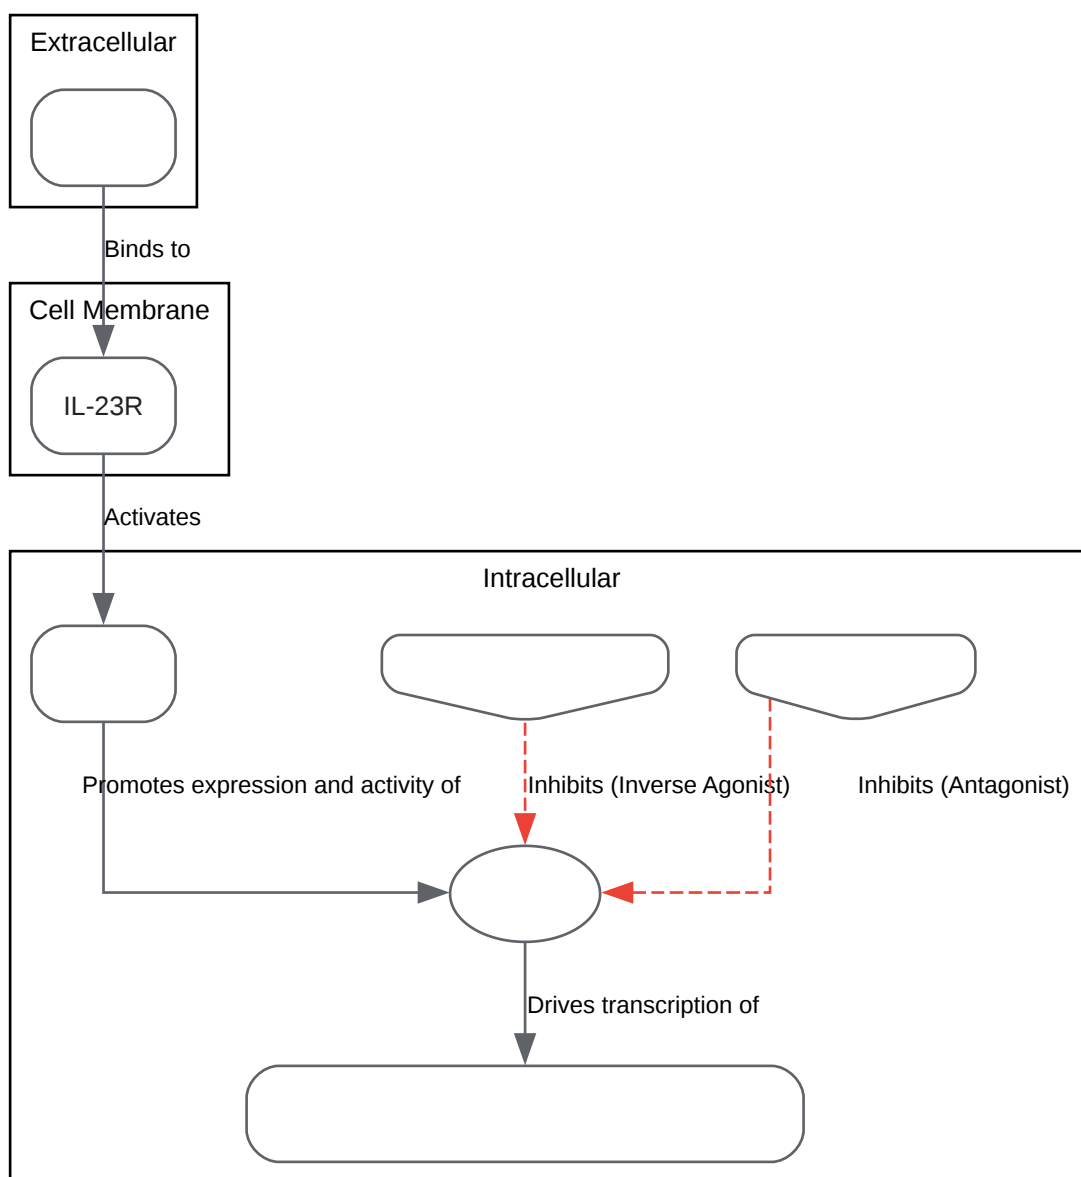 Extracellular
Binds to
Cell Membrane
IL-23R
Activates
Intracellular
Promotes expression and activity of
Inhibits (Inverse Agonist)
Inhibits (Antagonist)
Drives transcription of